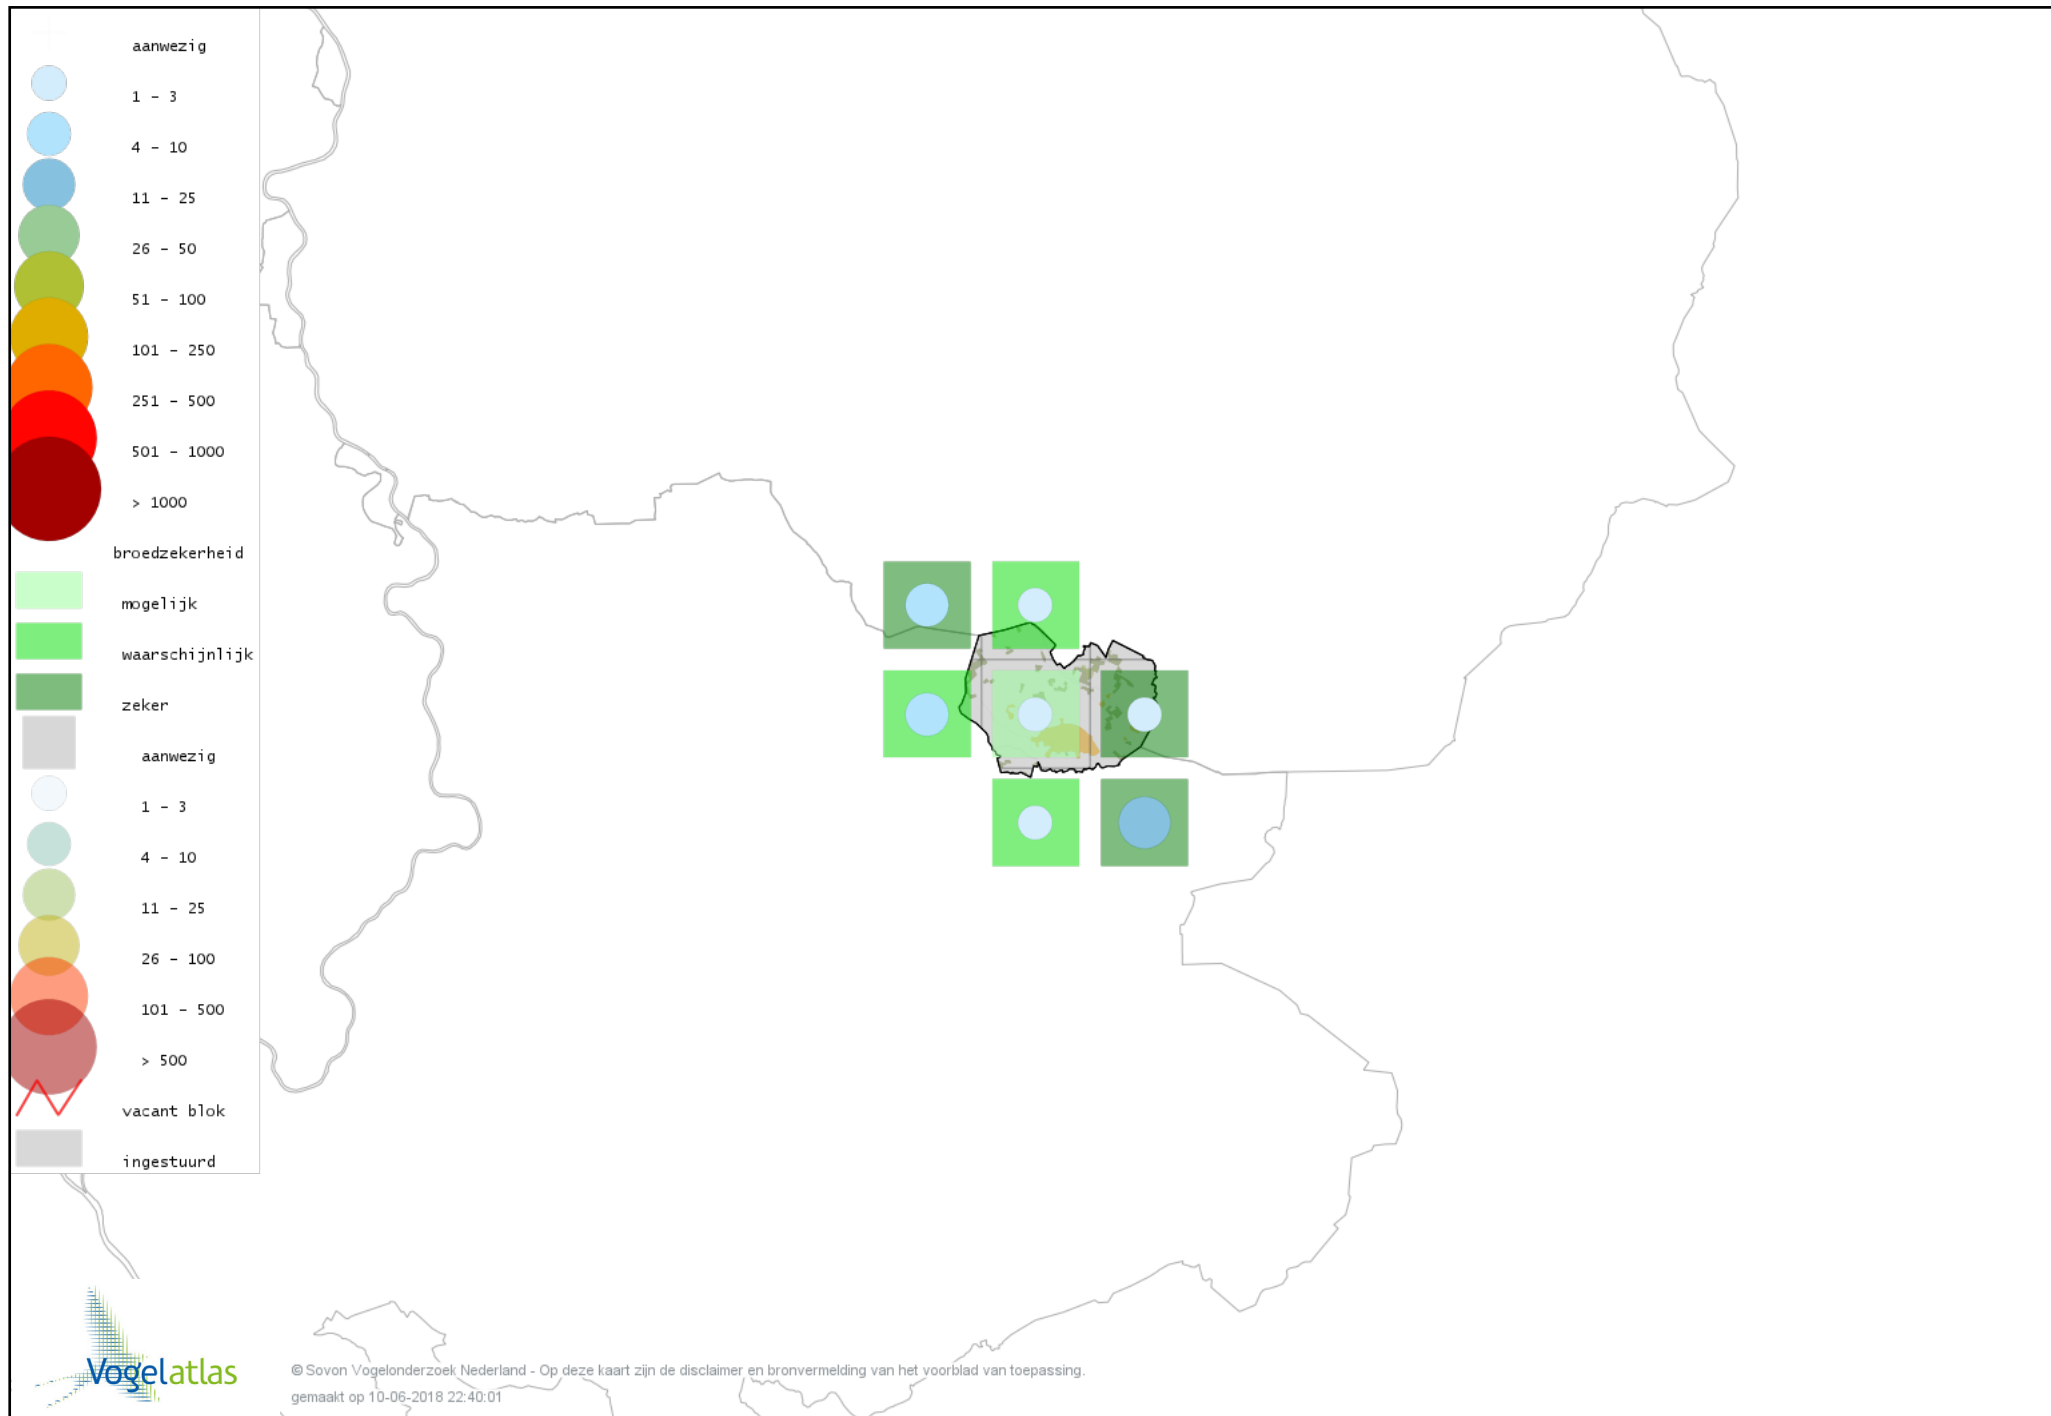 aanwezig
1 - 3
4 - 10
11 - 25
26 - 50
51 - 100
101 - 250
251 - 500
501 - 1000
> 1000
broedzekerheid
mogelijk
waarschijnlijk
zeker
aanwezig
1 - 3
4 - 10
11 - 25
26 - 100
101 - 500
> 500
vacant blok
ingestuurd
Vogelatlas
© Sovon Vogelonderzoek Nederland - Op deze kaart zijn de disclaimer en bronvermelding van het voorblad van toepassing.
gemaakt op 10-06-2018 22:40:01